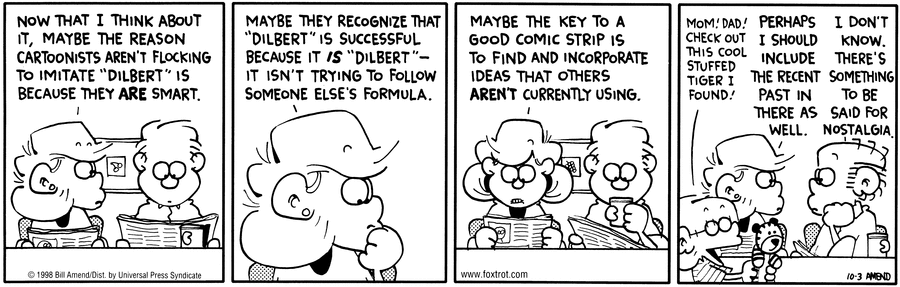 NOW THAT I THINK ABOUT
IT, MAYBE THE REASON
CARTOONISTS AREN'T FLOCKING
TO IMITATE "DILBERT" IS
BECAUSE THEY ARE SMART.
© 1998 Bill Amend/Dist. by Universal Press Syndicate
MAYBE THEY RECOGNIZE THAT
"DILBERT" IS SUCCESSFUL
BECAUSE IT IS "DILBERT"—
IT ISN'T TRYING TO FOLLOW
SOMEONE ELSE'S FORMULA.
MAYBE THE KEY TO A
GOOD COMIC STRIP IS
TO FIND AND INCORPORATE
IDEAS THAT OTHERS
AREN'T CURRENTLY USING.
www.foxtrot.com
MOM! DAD!
CHECK OUT
THIS COOL
STUFFED
TIGER I
FOUND!
PERHAPS
I SHOULD
INCLUDE
THE RECENT
PAST IN
THERE AS
WELL.
I DON'T
KNOW.
THERE'S
SOMETHING
TO BE
SAID FOR
NOSTALGIA.
10-3 AMEND